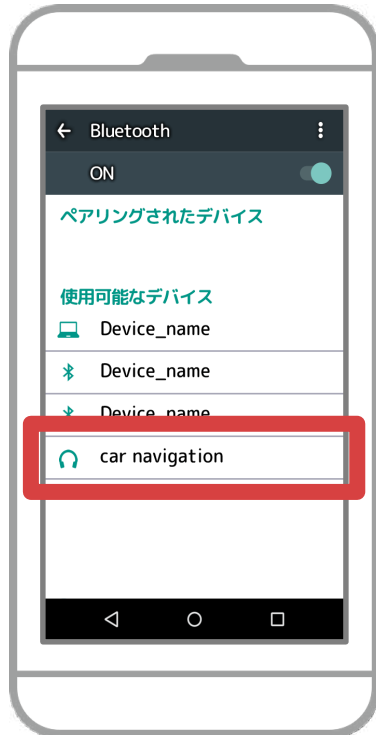 Bluetooth
ON
ペアリングされたデバイス
使用可能なデバイス
Device_name
Device_name
Device_name
car navigation